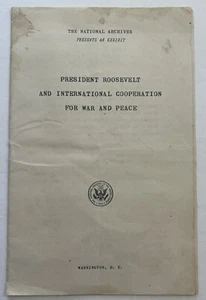 THE NATIONAL ARCHIVES
PRESENTS AN EXHIBIT
PRESIDENT ROOSEVELT
AND INTERNATIONAL COOPERATION
FOR WAR AND PEACE
WASHINGTON, D. C.